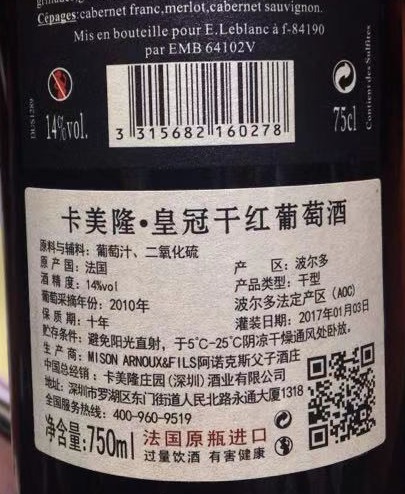 Cépages:cabernet franc,merlot,cabernet sauvignon.
Mis en bouteille pour E.Leblanc à f-84190
par EMB 64102V
DUS1289
14%vol.
3 315682 160278
75cl
Contient des Sulfites
卡美隆·皇冠干红葡萄酒
原料与辅料：葡萄汁、二氧化硫
原产国：法国
产 区：波尔多
酒精度：14%vol
产品类型：干型
葡萄采摘年份：2010年
波尔多法定产区（AOC）
保质期：十年
灌装日期：2017年01月03日
贮存条件：避免阳光直射，于5℃-25℃阴凉干燥通风处卧放，
生产商：MISON ARNOUX&FILS阿诺克斯父子酒庄
中国总经销：卡美隆庄园(深圳)酒业有限公司
地址：深圳市罗湖区东门街道人民北路永通大厦1318
全国服务热线：400-960-9519
净含量:750ml
法国原瓶进口
过量饮酒 有害健康